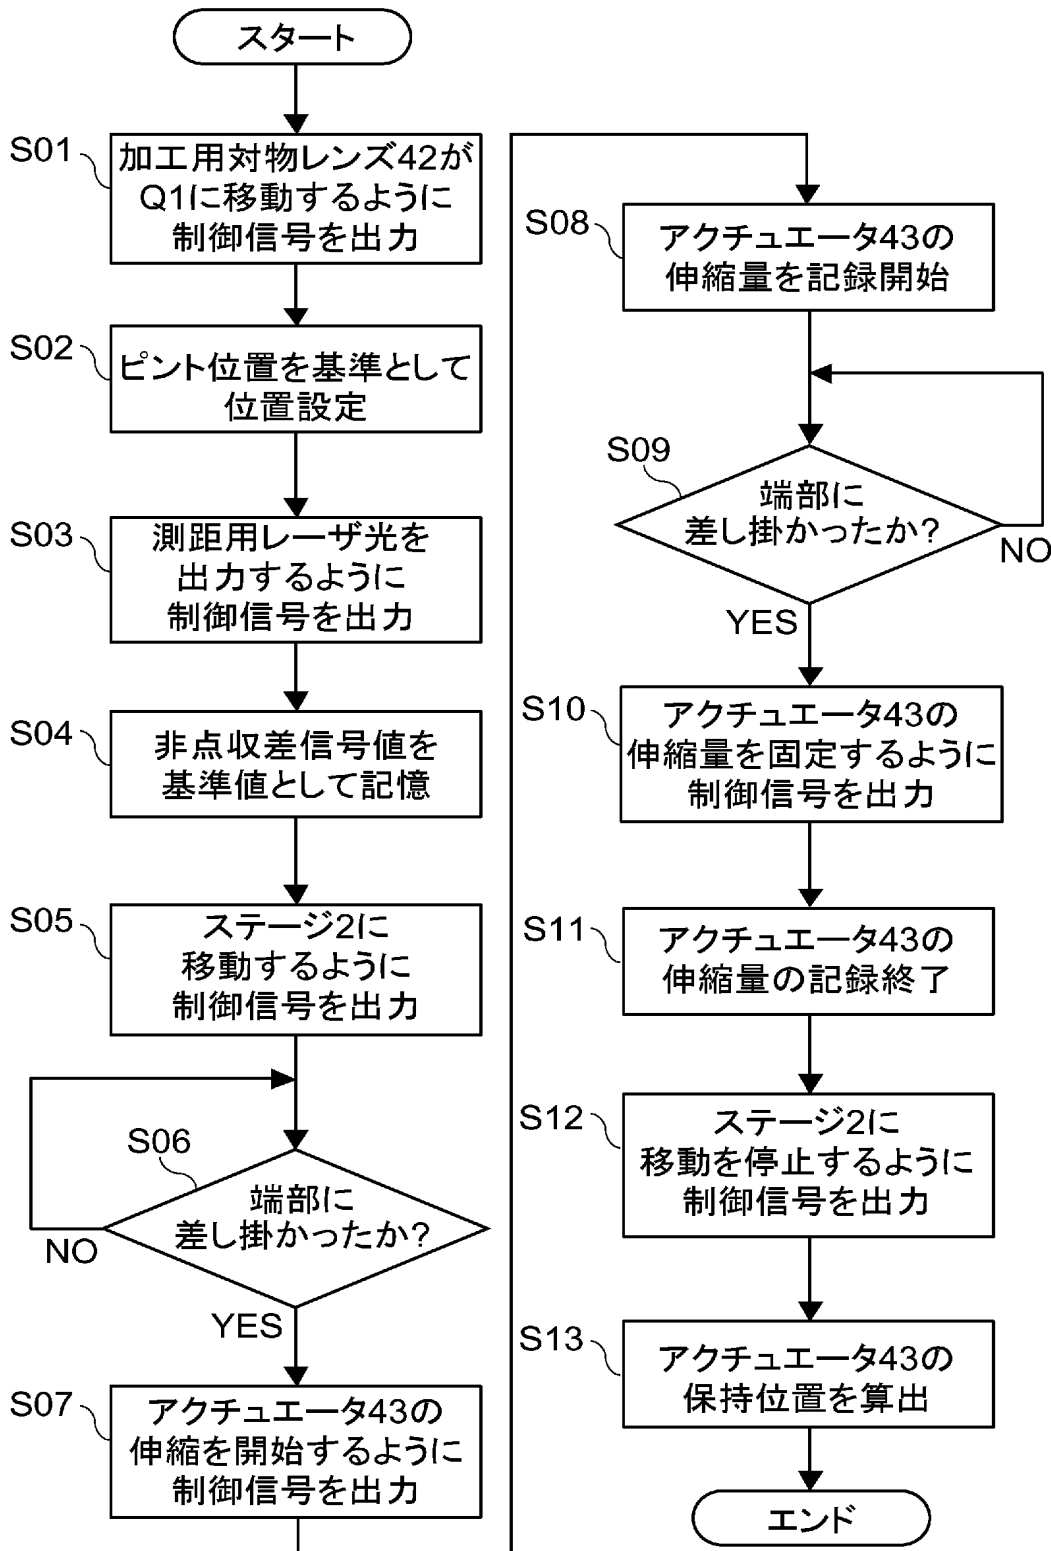 スタート
S01
加工用対物レンズ42が
Q1に移動するように
制御信号を出力
S02
ピント位置を基準として
位置設定
S03
測距用レーザ光を
出力するように
制御信号を出力
S04
非点収差信号値を
基準値として記憶
S05
ステージ2に
移動するように
制御信号を出力
S06
端部に
差し掛かったか?
NO
YES
S07
アクチュエータ43の
伸縮を開始するように
制御信号を出力
S08
アクチュエータ43の
伸縮量を記録開始
S09
端部に
差し掛かったか?
NO
YES
S10
アクチュエータ43の
伸縮量を固定するように
制御信号を出力
S11
アクチュエータ43の
伸縮量の記録終了
S12
ステージ2に
移動を停止するように
制御信号を出力
S13
アクチュエータ43の
保持位置を算出
エンド